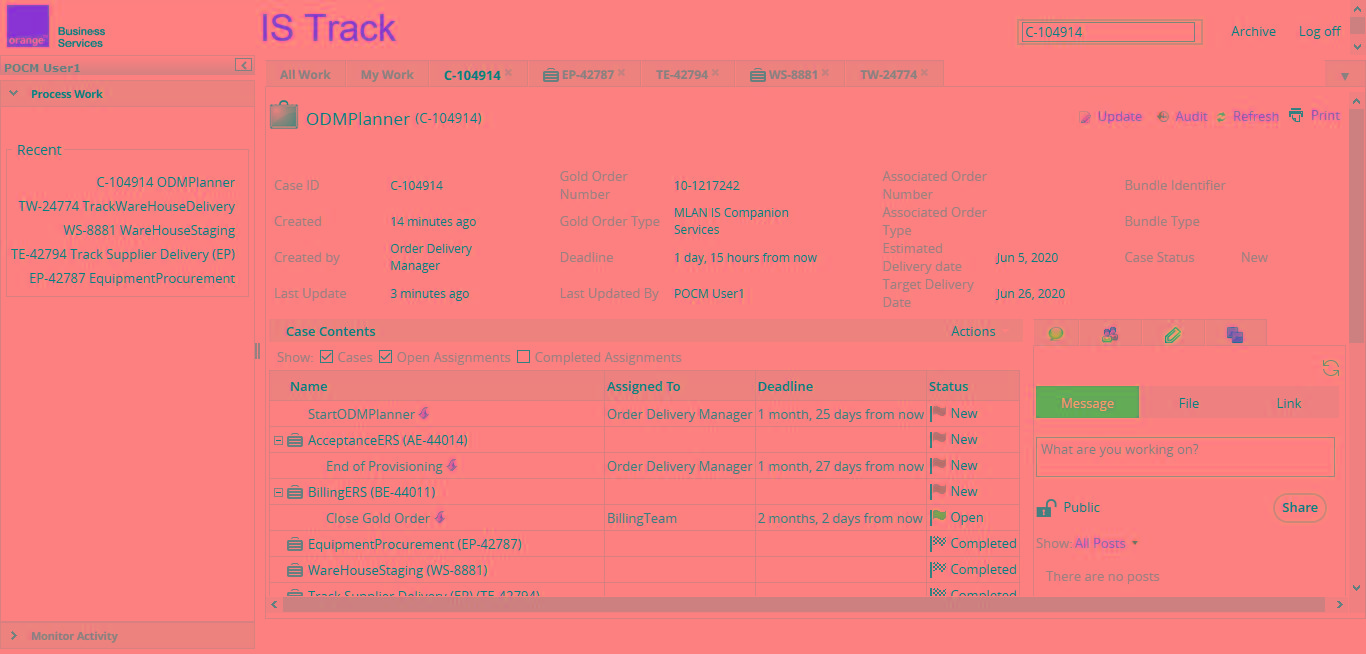 orange
Business
Services
IS Track
C-104914
Archive
Log off
POCM User1
All Work
My Work
C-104914
EP-42787
TE-42794
WS-8881
TW-24774
Process Work
ODMPlanner (C-104914)
Update
Audit
Refresh
Print
Recent
C-104914 ODMPlanner
TW-24774 TrackWareHouseDelivery
WS-8881 WareHouseStaging
TE-42794 Track Supplier Delivery (EP)
EP-42787 EquipmentProcurement
Case ID
C-104914
Gold Order
Number
10-1217242
Associated Order
Number
Bundle Identifier
Created
14 minutes ago
Gold Order Type
MLAN IS Companion
Services
Associated Order
Type
Bundle Type
Created by
Order Delivery
Manager
Deadline
1 day, 15 hours from now
Estimated
Delivery date
Jun 5, 2020
Case Status
New
Last Update
3 minutes ago
Last Updated By
POCM User1
Target Delivery
Date
Jun 26, 2020
Case Contents
Actions
Show:
Cases
Open Assignments
Completed Assignments
Name
Assigned To
Deadline
Status
StartODMPlanner
Order Delivery Manager
1 month, 25 days from now
New
AcceptanceERS (AE-44014)
New
End of Provisioning
Order Delivery Manager
1 month, 27 days from now
New
BillingERS (BE-44011)
New
Close Gold Order
BillingTeam
2 months, 2 days from now
Open
EquipmentProcurement (EP-42787)
Completed
WareHouseStaging (WS-8881)
Completed
Track Supplier Delivery (EP) (TE-42794)
Completed
Message
File
Link
What are you working on?
Public
Share
Show: All Posts
There are no posts
Monitor Activity